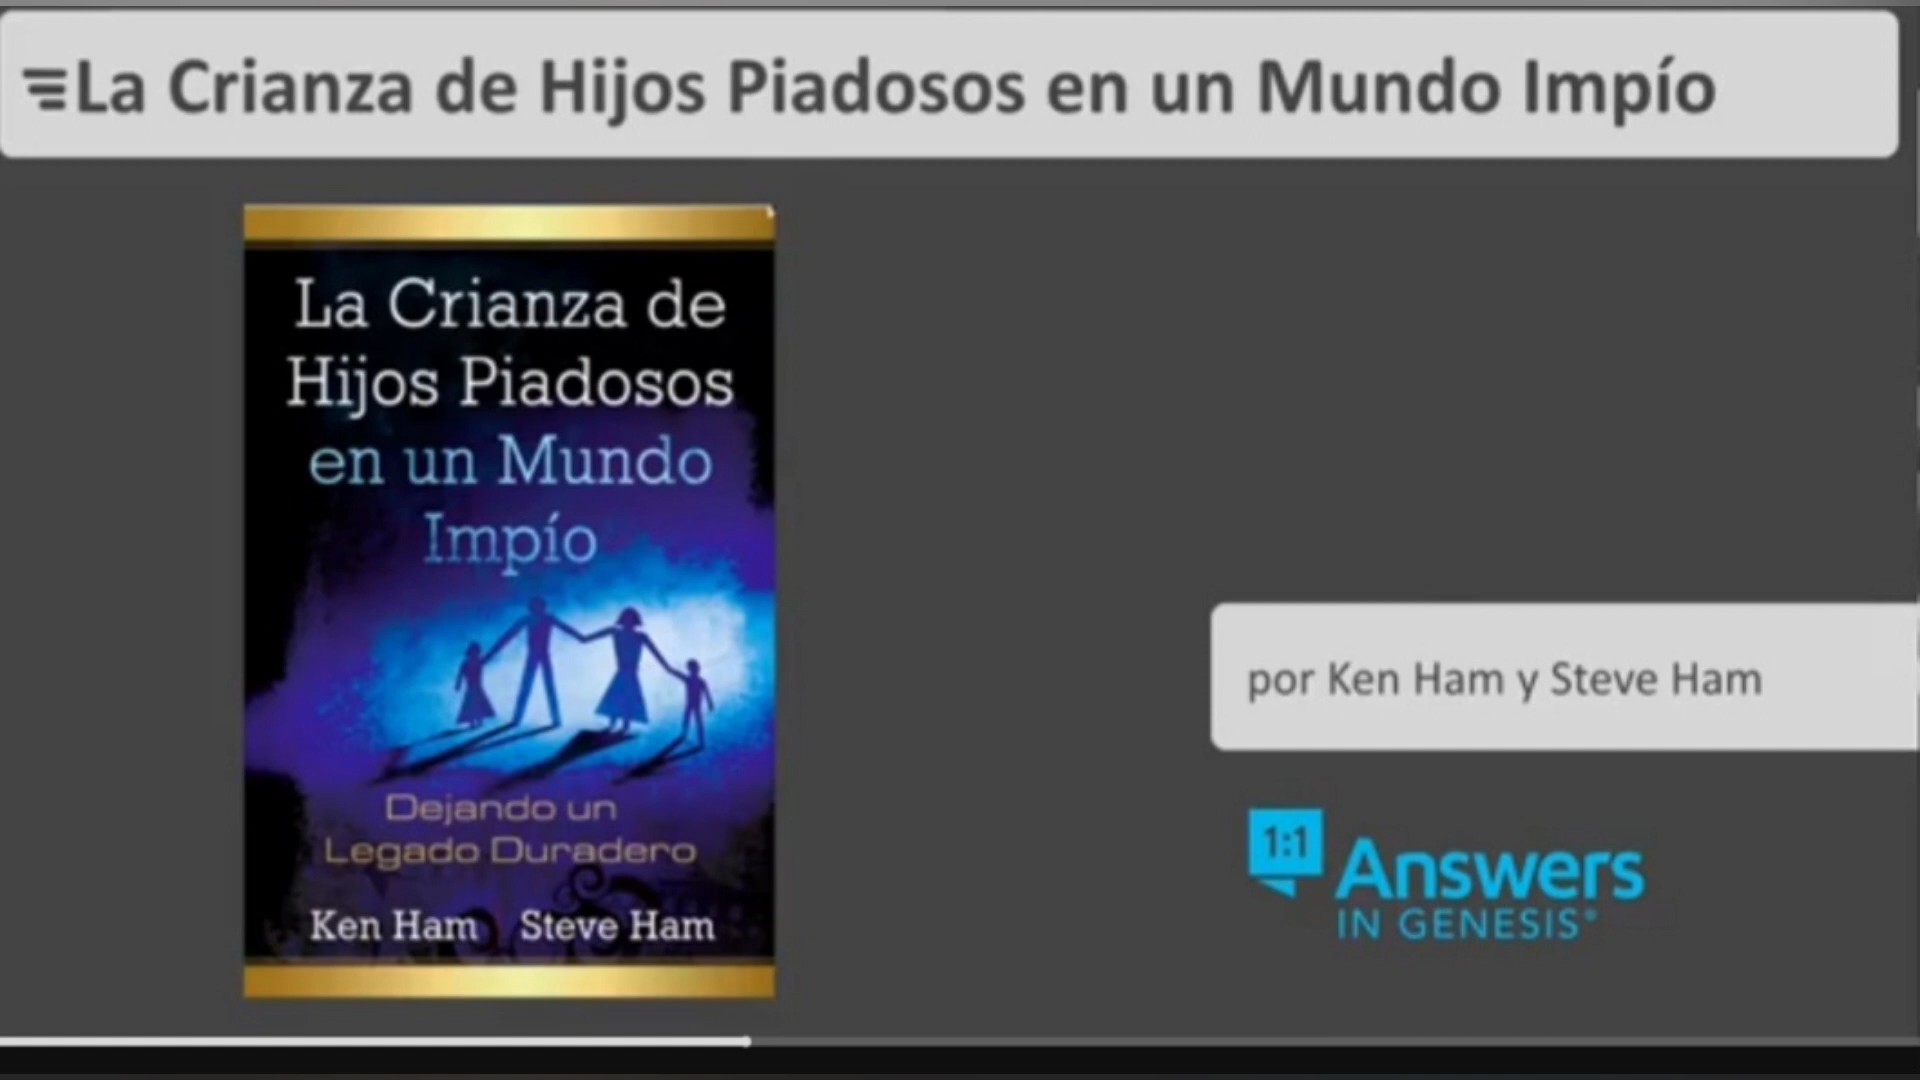 La Crianza de Hijos Piadosos en un Mundo Impío
La Crianza de
Hijos Piadosos
en un Mundo
Impío
Dejando un
Legado Duradero
Ken Ham Steve Ham
por Ken Ham y Steve Ham
1:1
Answers
IN GENESIS®